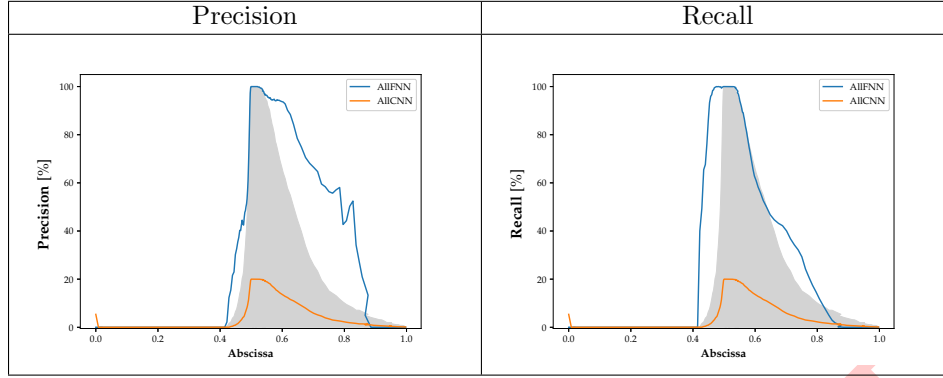 Precision
Recall
100
80
60
40
20
0
0.0 0.2 0.4 0.6 0.8 1.0
Precision [%]
Abscissa
AllFNN
AllCNN
100
80
60
40
20
0
0.0 0.2 0.4 0.6 0.8 1.0
Recall [%]
Abscissa
AllFNN
AllCNN